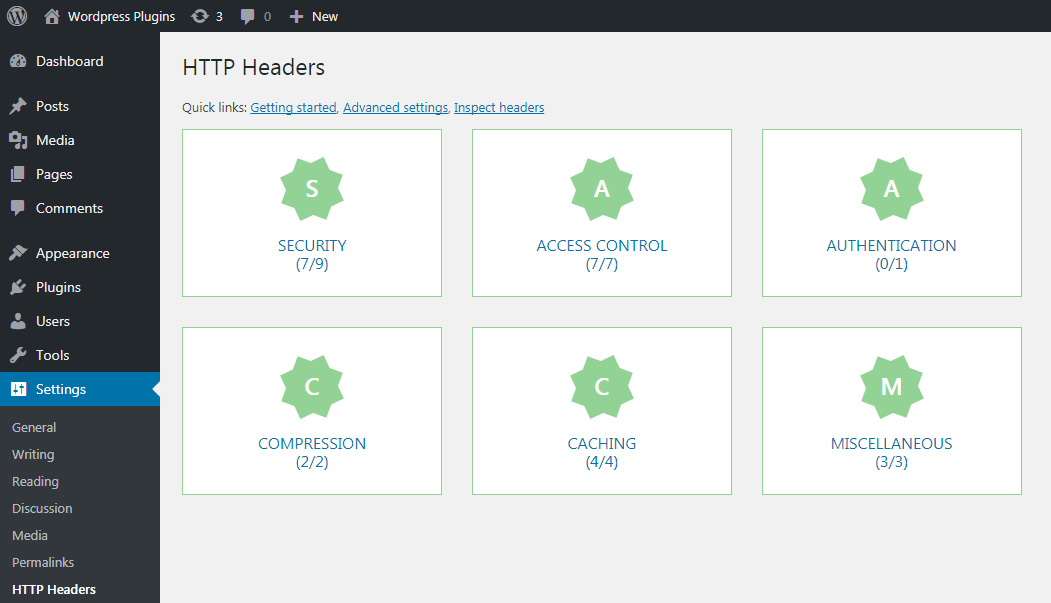 Wordpress Plugins 3 0 New
Dashboard
Posts
Media
Pages
Comments
Appearance
Plugins
Users
Tools
Settings
General
Writing
Reading
Discussion
Media
Permalinks
HTTP Headers
HTTP Headers
Quick links: Getting started, Advanced settings, Inspect headers
S
SECURITY
(7/9)
A
ACCESS CONTROL
(7/7)
A
AUTHENTICATION
(0/1)
C
COMPRESSION
(2/2)
C
CACHING
(4/4)
M
MISCELLANEOUS
(3/3)